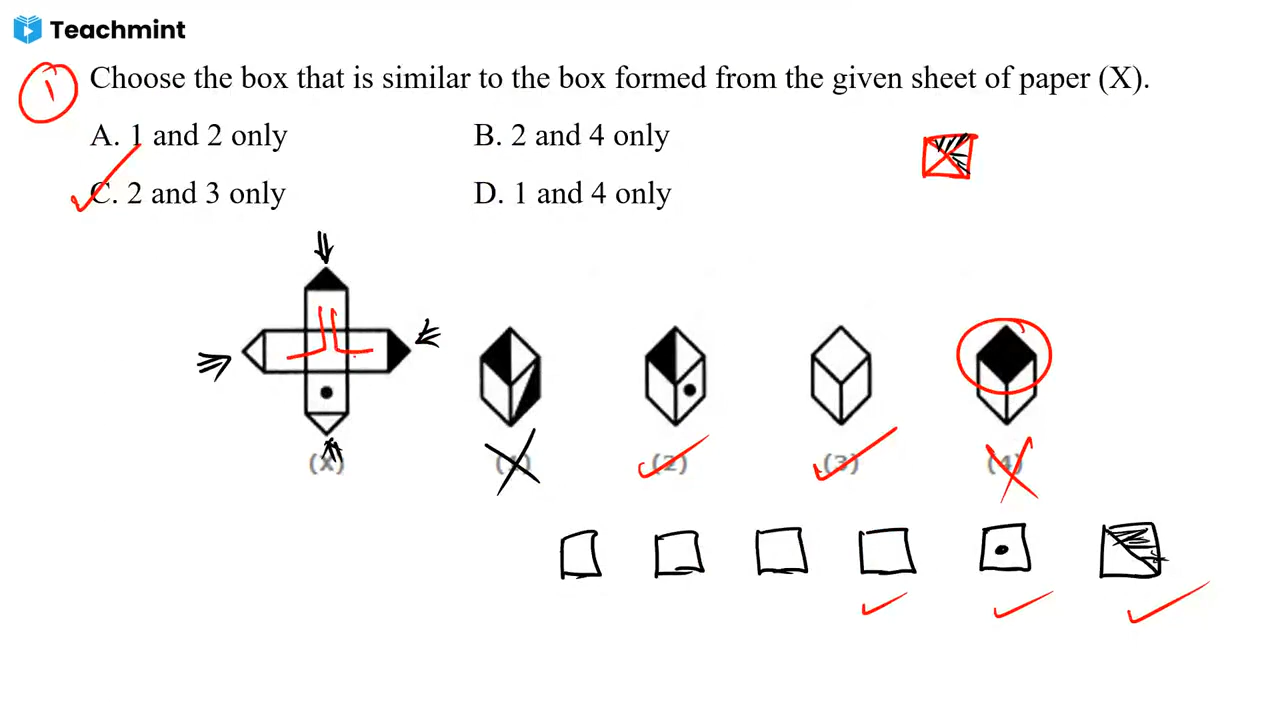 Teachmint
1 Choose the box that is similar to the box formed from the given sheet of paper (X).
A. 1 and 2 only B. 2 and 4 only
C. 2 and 3 only D. 1 and 4 only
(X) (1) (2) (3) (4)